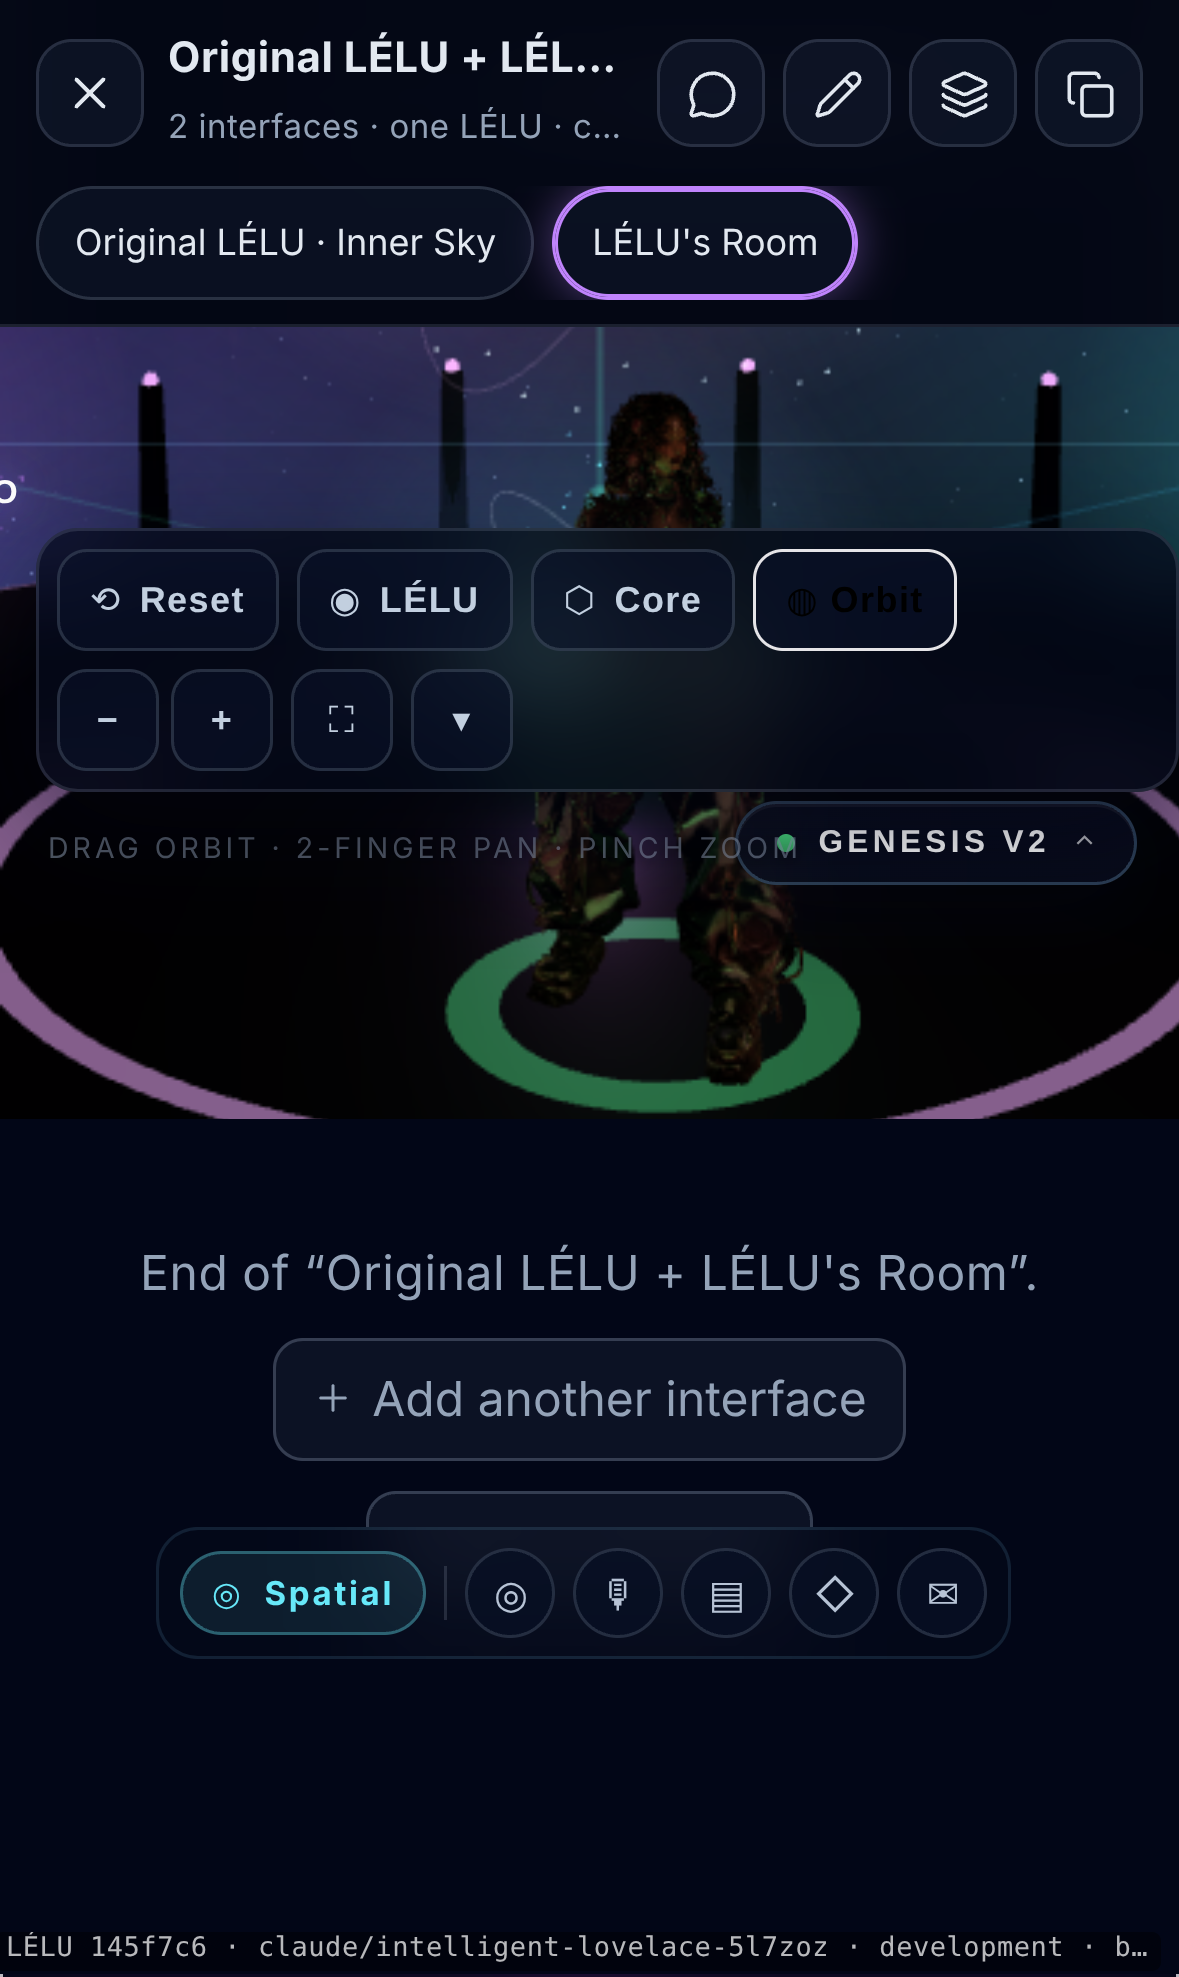 Original LÉLU + LÉL...
2 interfaces · one LÉLU · c...
Original LÉLU · Inner Sky
LÉLU's Room
o
Reset
LÉLU
Core
Orbit
− +
DRAG ORBIT · 2-FINGER PAN · PINCH ZOOM
GENESIS V2
End of “Original LÉLU + LÉLU's Room”.
+ Add another interface
Spatial
LÉLU 145f7c6 · claude/intelligent-lovelace-5l7zoz · development · b…